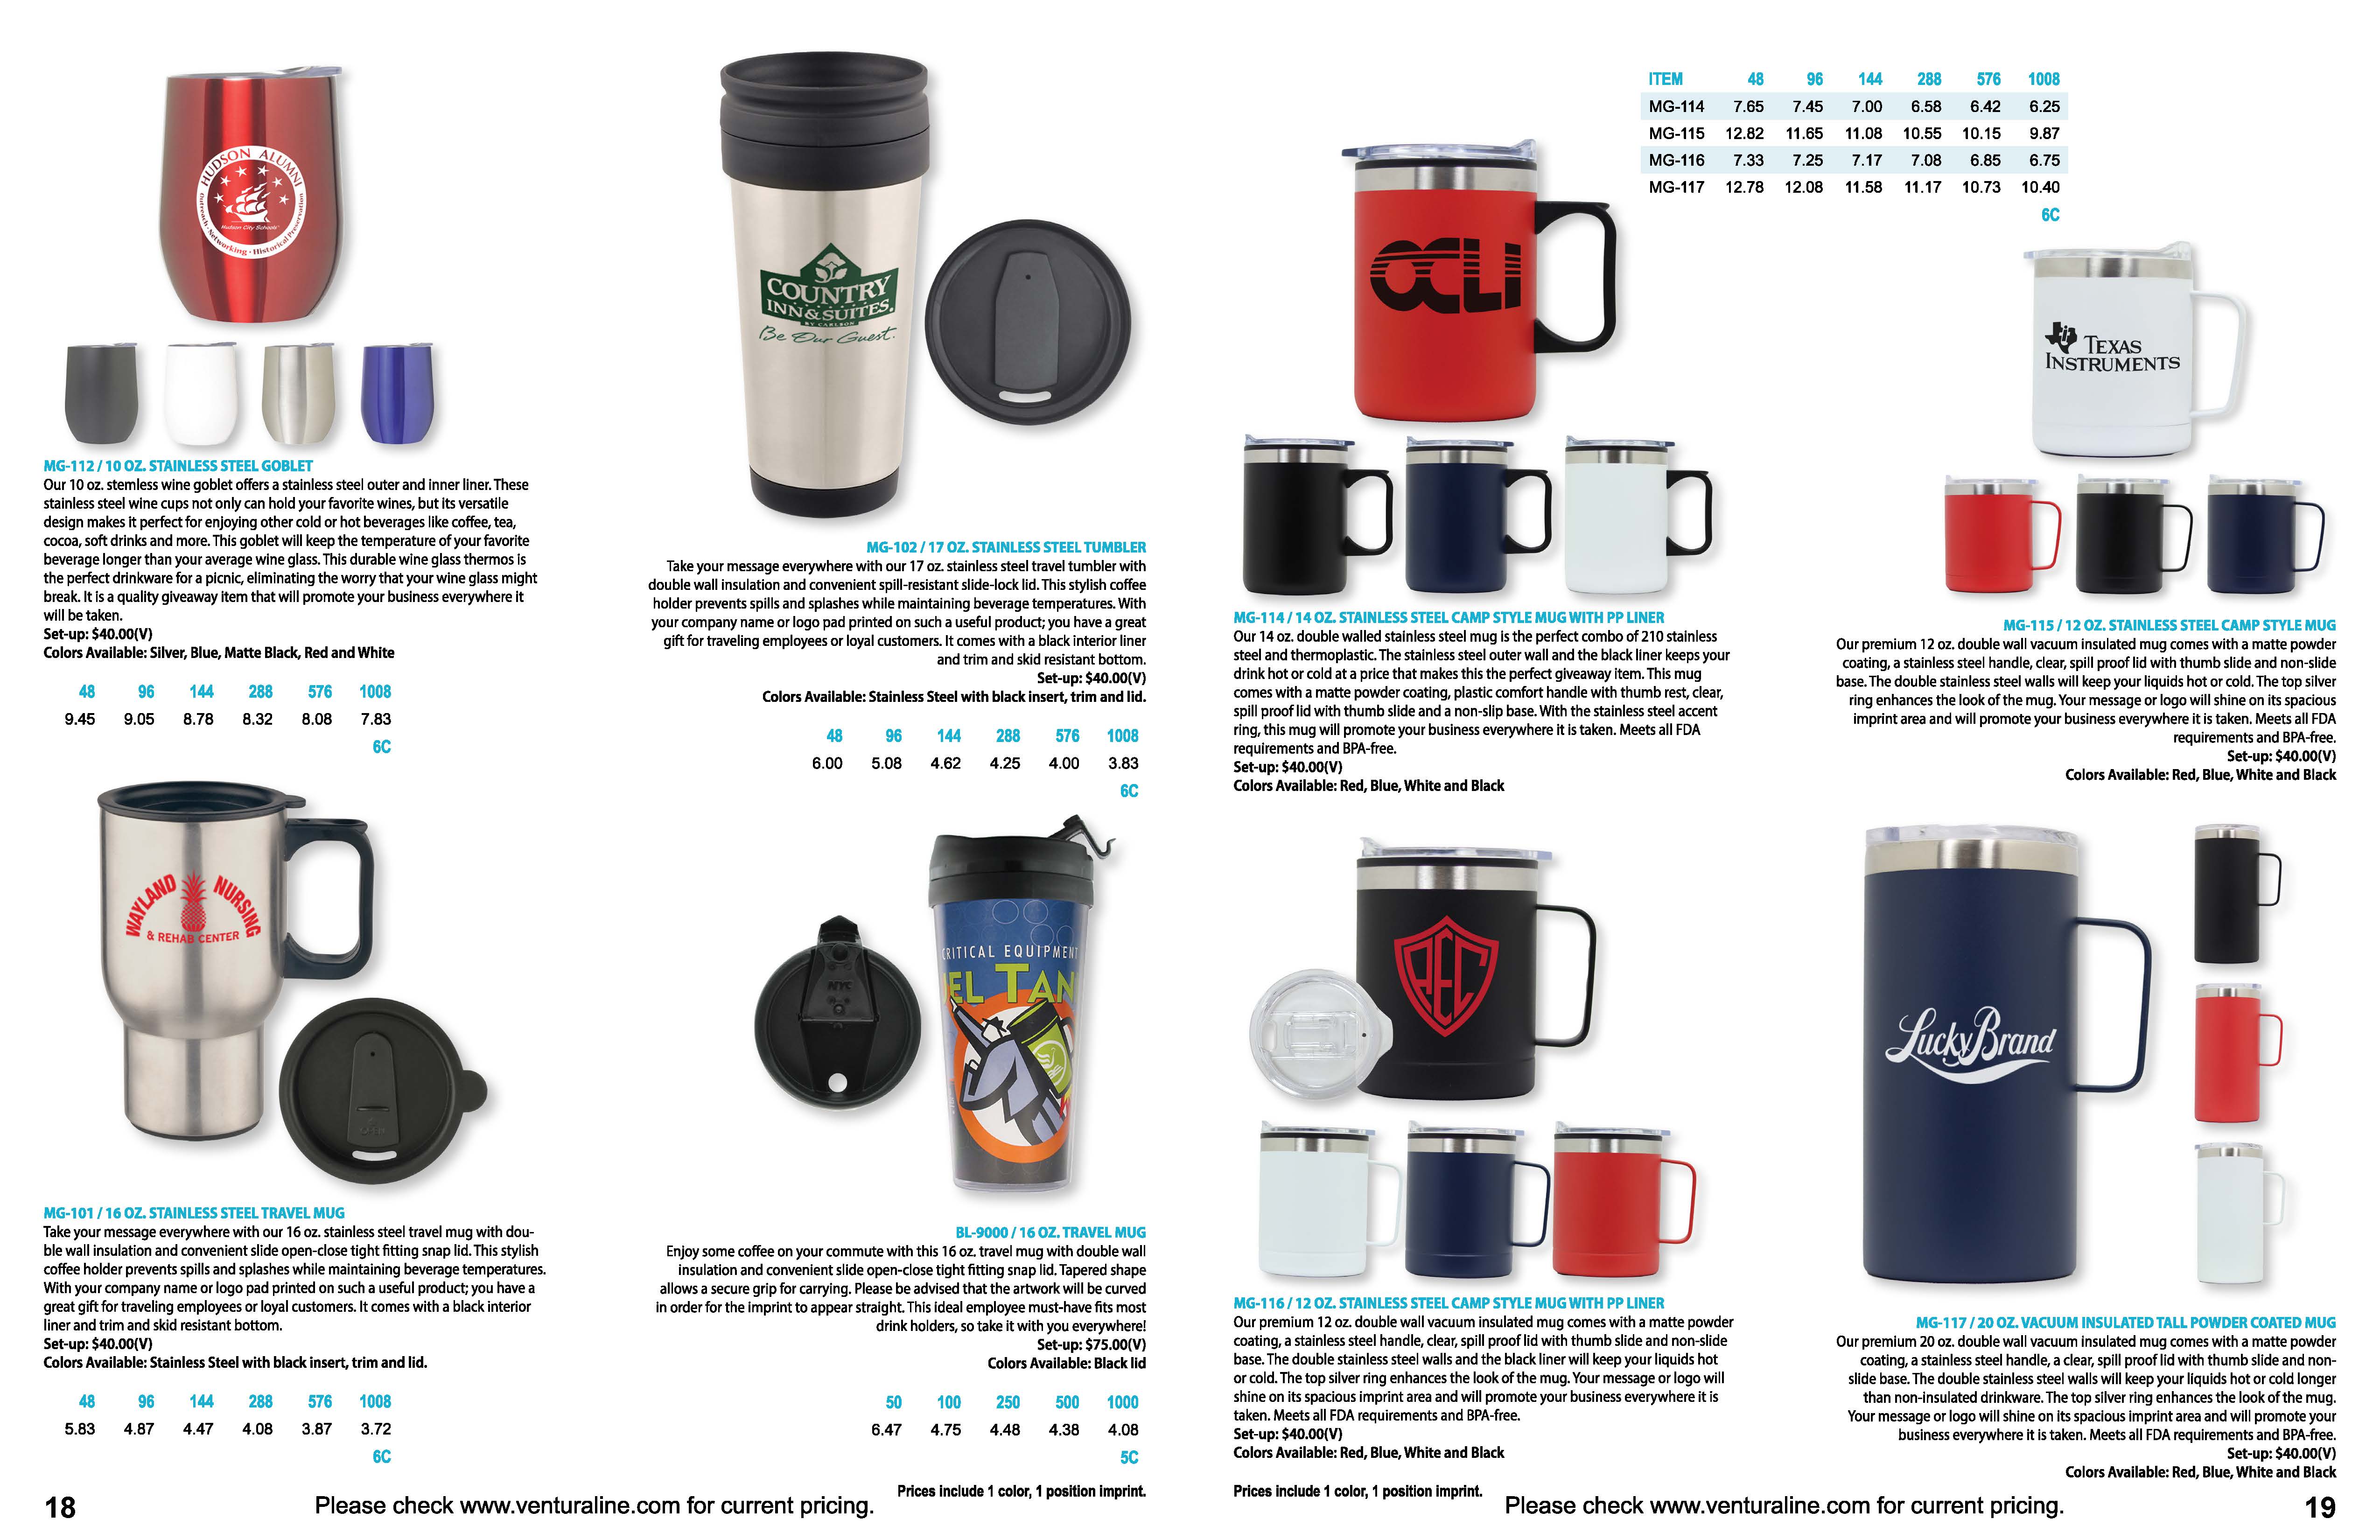 HUDSON ALUMNI
Outreach • Networking • Historical Preservation
Hudson City Schools
MG-112 / 10 OZ. STAINLESS STEEL GOBLET
Our 10 oz. stemless wine goblet offers a stainless steel outer and inner liner. These
stainless steel wine cups not only can hold your favorite wines, but its versatile
design makes it perfect for enjoying other cold or hot beverages like coffee, tea,
cocoa, soft drinks and more. This goblet will keep the temperature of your favorite
beverage longer than your average wine glass. This durable wine glass thermos is
the perfect drinkware for a picnic, eliminating the worry that your wine glass might
break. It is a quality giveaway item that will promote your business everywhere it
will be taken.
Set-up: $40.00(V)
Colors Available: Silver, Blue, Matte Black, Red and White
48 96 144 288 576 1008
9.45 9.05 8.78 8.32 8.08 7.83
6C
WAYLAND NURSING
& REHAB CENTER
MG-101 / 16 OZ. STAINLESS STEEL TRAVEL MUG
Take your message everywhere with our 16 oz. stainless steel travel mug with dou-
ble wall insulation and convenient slide open-close tight fitting snap lid. This stylish
coffee holder prevents spills and splashes while maintaining beverage temperatures.
With your company name or logo pad printed on such a useful product; you have a
great gift for traveling employees or loyal customers. It comes with a black interior
liner and trim and skid resistant bottom.
Set-up: $40.00(V)
Colors Available: Stainless Steel with black insert, trim and lid.
48 96 144 288 576 1008
5.83 4.87 4.47 4.08 3.87 3.72
6C
COUNTRY
INN & SUITES.
BY CARLSON
Be Our Guest.
MG-102 / 17 OZ. STAINLESS STEEL TUMBLER
Take your message everywhere with our 17 oz. stainless steel travel tumbler with
double wall insulation and convenient spill-resistant slide-lock lid. This stylish coffee
holder prevents spills and splashes while maintaining beverage temperatures. With
your company name or logo pad printed on such a useful product; you have a great
gift for traveling employees or loyal customers. It comes with a black interior liner
and trim and skid resistant bottom.
Set-up: $40.00(V)
Colors Available: Stainless Steel with black insert, trim and lid.
48 96 144 288 576 1008
6.00 5.08 4.62 4.25 4.00 3.83
6C
NYC
CRITICAL EQUIPMENT
EL TAN
BL-9000 / 16 OZ. TRAVEL MUG
Enjoy some coffee on your commute with this 16 oz. travel mug with double wall
insulation and convenient slide open-close tight fitting snap lid. Tapered shape
allows a secure grip for carrying. Please be advised that the artwork will be curved
in order for the imprint to appear straight. This ideal employee must-have fits most
drink holders, so take it with you everywhere!
Set-up: $75.00(V)
Colors Available: Black lid
50 100 250 500 1000
6.47 4.75 4.48 4.38 4.08
5C
Prices include 1 color, 1 position imprint.
18
Please check www.venturaline.com for current pricing.
ITEM 48 96 144 288 576 1008
MG-114 7.65 7.45 7.00 6.58 6.42 6.25
MG-115 12.82 11.65 11.08 10.55 10.15 9.87
MG-116 7.33 7.25 7.17 7.08 6.85 6.75
MG-117 12.78 12.08 11.58 11.17 10.73 10.40
6C
OCLI
MG-114 / 14 OZ. STAINLESS STEEL CAMP STYLE MUG WITH PP LINER
Our 14 oz. double walled stainless steel mug is the perfect combo of 210 stainless
steel and thermoplastic. The stainless steel outer wall and the black liner keeps your
drink hot or cold at a price that makes this the perfect giveaway item. This mug
comes with a matte powder coating, plastic comfort handle with thumb rest, clear,
spill proof lid with thumb slide and a non-slip base. With the stainless steel accent
ring, this mug will promote your business everywhere it is taken. Meets all FDA
requirements and BPA-free.
Set-up: $40.00(V)
Colors Available: Red, Blue, White and Black
TEXAS
INSTRUMENTS
MG-115 / 12 OZ. STAINLESS STEEL CAMP STYLE MUG
Our premium 12 oz. double wall vacuum insulated mug comes with a matte powder
coating, a stainless steel handle, clear, spill proof lid with thumb slide and non-slide
base. The double stainless steel walls will keep your liquids hot or cold. The top silver
ring enhances the look of the mug. Your message or logo will shine on its spacious
imprint area and will promote your business everywhere it is taken. Meets all FDA
requirements and BPA-free.
Set-up: $40.00(V)
Colors Available: Red, Blue, White and Black
AEC
MG-116 / 12 OZ. STAINLESS STEEL CAMP STYLE MUG WITH PP LINER
Our premium 12 oz. double wall vacuum insulated mug comes with a matte powder
coating, a stainless steel handle, clear, spill proof lid with thumb slide and non-slide
base. The double stainless steel walls and the black liner will keep your liquids hot
or cold. The top silver ring enhances the look of the mug. Your message or logo will
shine on its spacious imprint area and will promote your business everywhere it is
taken. Meets all FDA requirements and BPA-free.
Set-up: $40.00(V)
Colors Available: Red, Blue, White and Black
Lucky Brand
MG-117 / 20 OZ. VACUUM INSULATED TALL POWDER COATED MUG
Our premium 20 oz. double wall vacuum insulated mug comes with a matte powder
coating, a stainless steel handle, a clear, spill proof lid with thumb slide and non-
slide base. The double stainless steel walls will keep your liquids hot or cold longer
than non-insulated drinkware. The top silver ring enhances the look of the mug.
Your message or logo will shine on its spacious imprint area and will promote your
business everywhere it is taken. Meets all FDA requirements and BPA-free.
Set-up: $40.00(V)
Colors Available: Red, Blue, White and Black
Prices include 1 color, 1 position imprint.
Please check www.venturaline.com for current pricing.
19